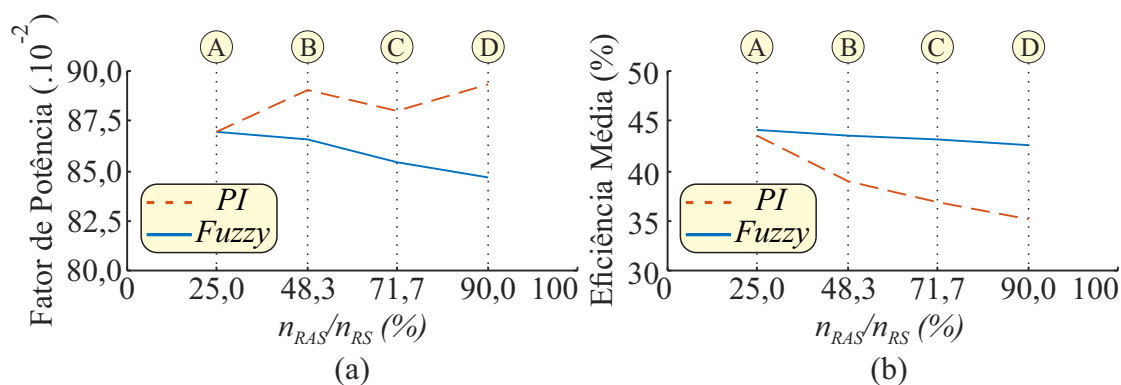 A B C D
90,0
87,5
85,0
82,5
80,0
Fator de Potência (.10⁻²)
PI
Fuzzy
0 25,0 48,3 71,7 90,0 100
n_RAS/n_RS (%)
(a)
A B C D
50
45
40
35
30
Eficiência Média (%)
PI
Fuzzy
0 25,0 48,3 71,7 90,0 100
n_RAS/n_RS (%)
(b)